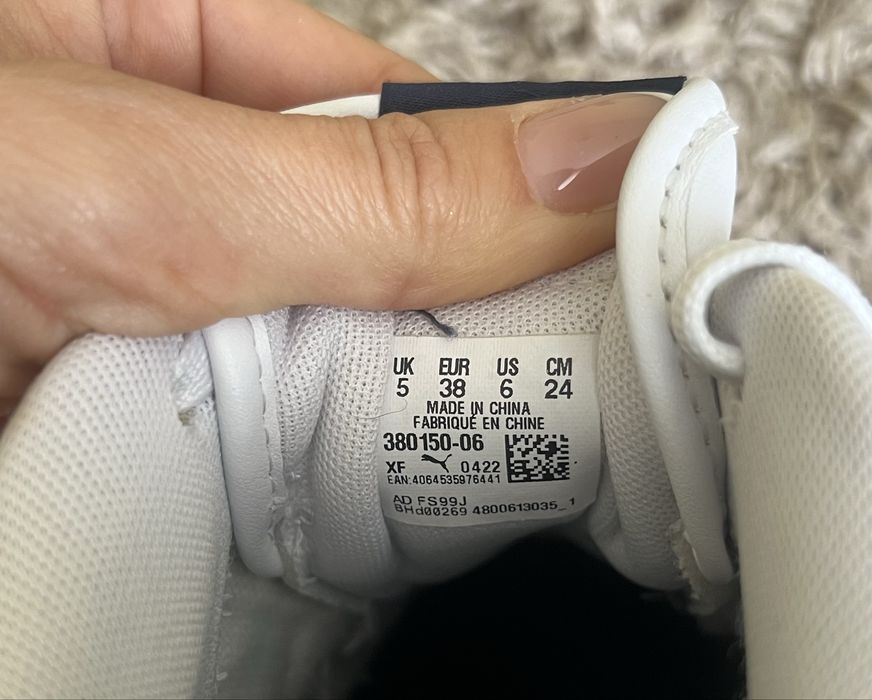 UK EUR US CM
5 38 6 24
MADE IN CHINA
FABRIQUÉ EN CHINE
380150-06
XF 0422
EAN:4064535976441
AD FS99J
BHd00269 4800613035_1